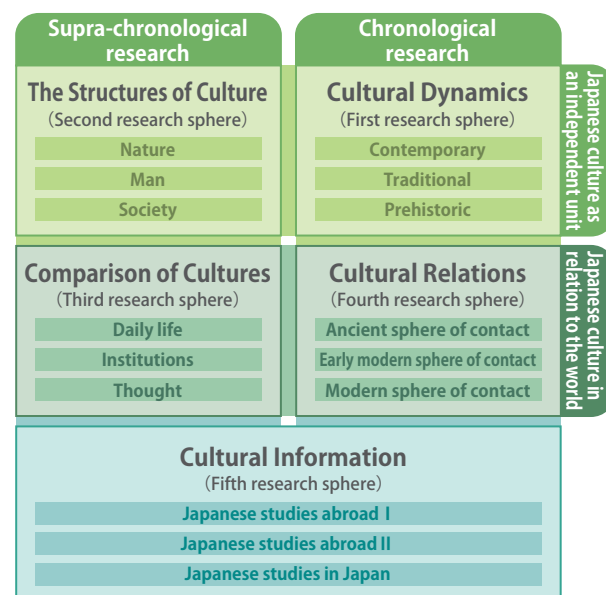 Supra-chronological
research
Chronological
research
The Structures of Culture
(Second research sphere)
Nature
Man
Society
Cultural Dynamics
(First research sphere)
Contemporary
Traditional
Prehistoric
Japanese culture as
an independent unit
Comparison of Cultures
(Third research sphere)
Daily life
Institutions
Thought
Cultural Relations
(Fourth research sphere)
Ancient sphere of contact
Early modern sphere of contact
Modern sphere of contact
Japanese culture in
relation to the world
Cultural Information
(Fifth research sphere)
Japanese studies abroad I
Japanese studies abroad II
Japanese studies in Japan